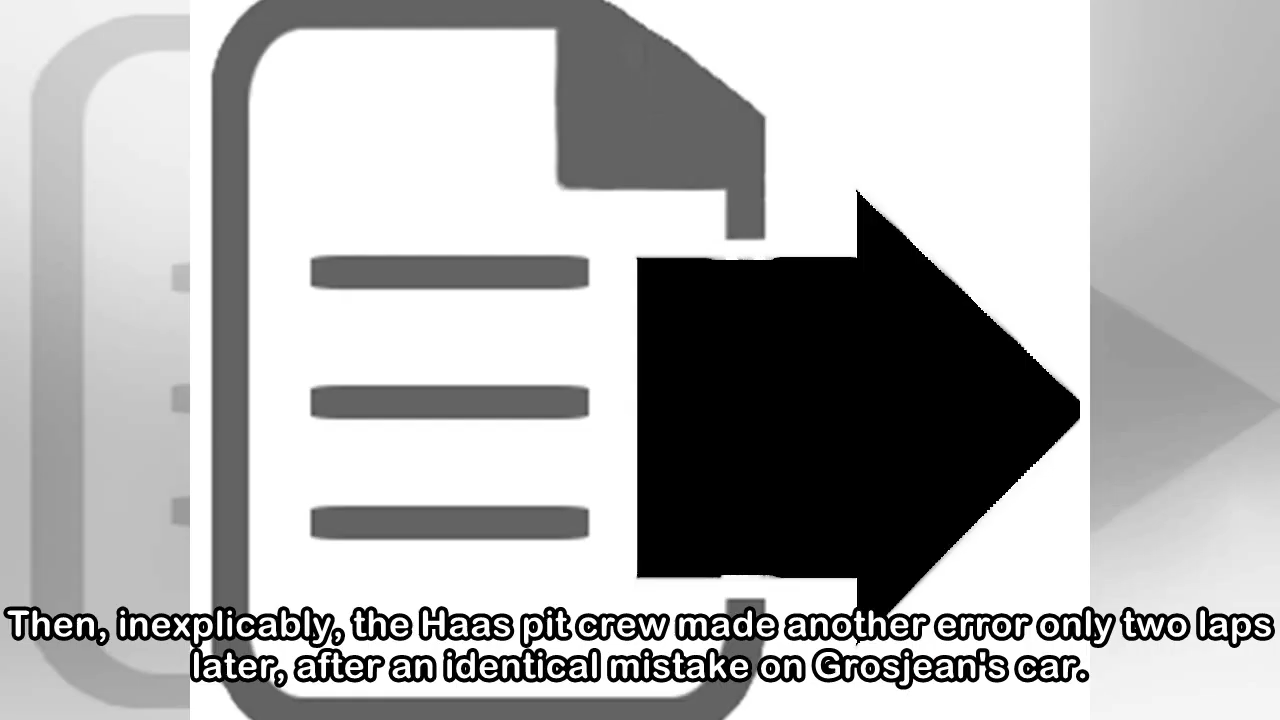 Then, inexplicably, the Haas pit crew made another error only two laps
later, after an identical mistake on Grosjean's car.